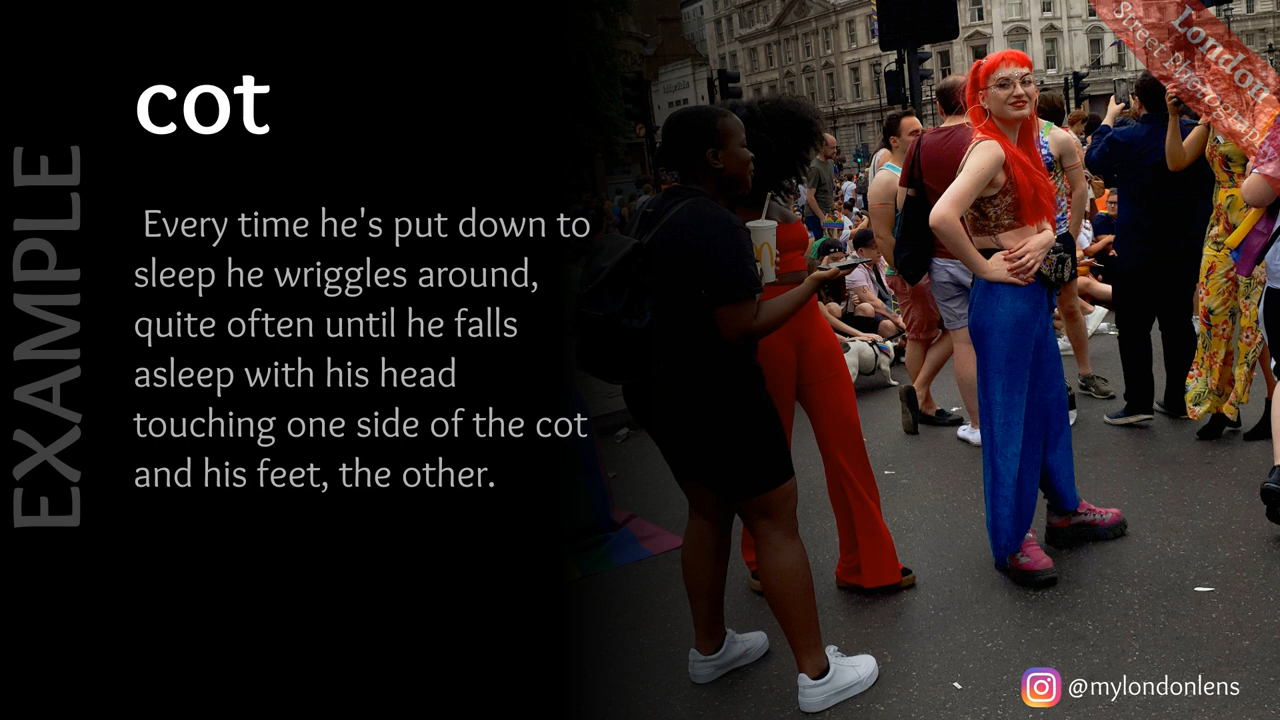 cot
EXAMPLE
Every time he's put down to
sleep he wriggles around,
quite often until he falls
asleep with his head
touching one side of the cot
and his feet, the other.
London
Street Photography
@mylondonlens